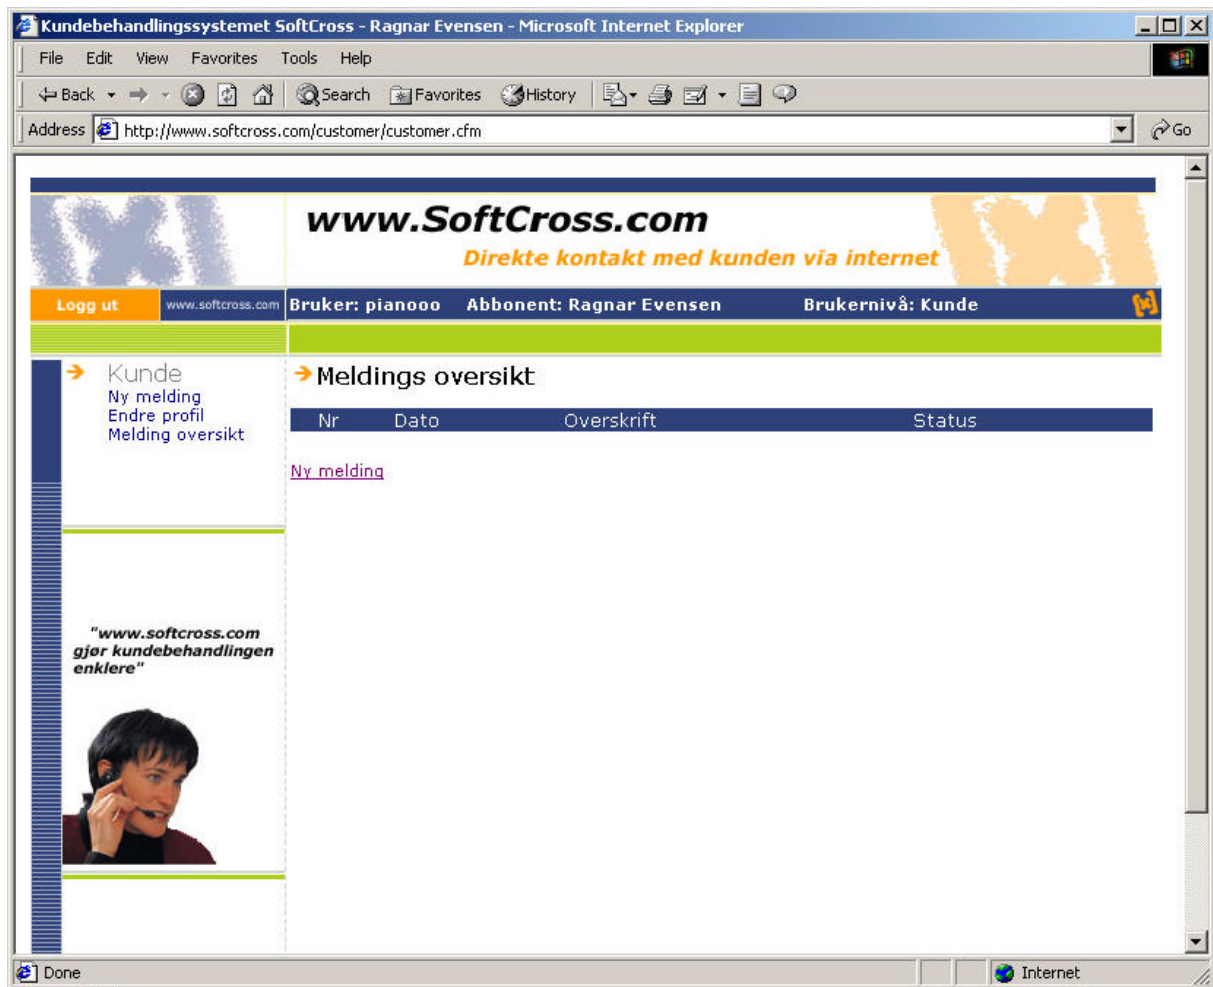 Kundebehandlingssystemet SoftCross - Ragnar Evensen - Microsoft Internet Explorer
File Edit View Favorites Tools Help
Back Search Favorites History
Address http://www.softcross.com/customer/customer.cfm Go
www.SoftCross.com
Direkte kontakt med kunden via internet
Logg ut www.softcross.com Bruker: pianooo Abbonent: Ragnar Evensen Brukernivå: Kunde
Kunde
Ny melding
Endre profil
Melding oversikt
Meldings oversikt
Nr Dato Overskrift Status
Ny melding
"www.softcross.com
gjør kundebehandlingen
enklere"
Done Internet